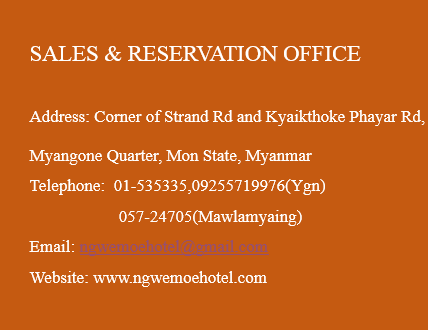 SALES & RESERVATION OFFICE
Address: Corner of Strand Rd and Kyaikthoke Phayar Rd,
Myangone Quarter, Mon State, Myanmar
Telephone:  01-535335,09255719976(Ygn)
057-24705(Mawlamyaing)
Email: ngwemoehotel@gmail.com
Website: www.ngwemoehotel.com